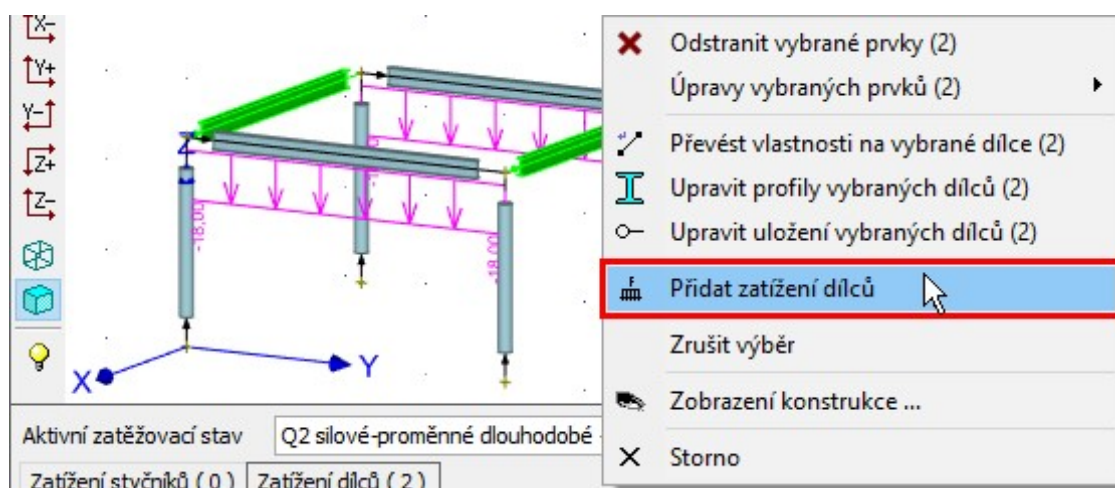 X-
Y+
Y-
Z+
Z-
Z
-18,00
-18,00
X
Y
Odstranit vybrané prvky (2)
Úpravy vybraných prvků (2)
Převést vlastnosti na vybrané dílce (2)
Upravit profily vybraných dílců (2)
Upravit uložení vybraných dílců (2)
Přidat zatížení dílců
Zrušit výběr
Zobrazení konstrukce ...
Storno
Aktivní zatěžovací stav
Q2 silové-proměnné dlouhodobé
Zatížení styčníků ( 0 )
Zatížení dílců ( 2 )